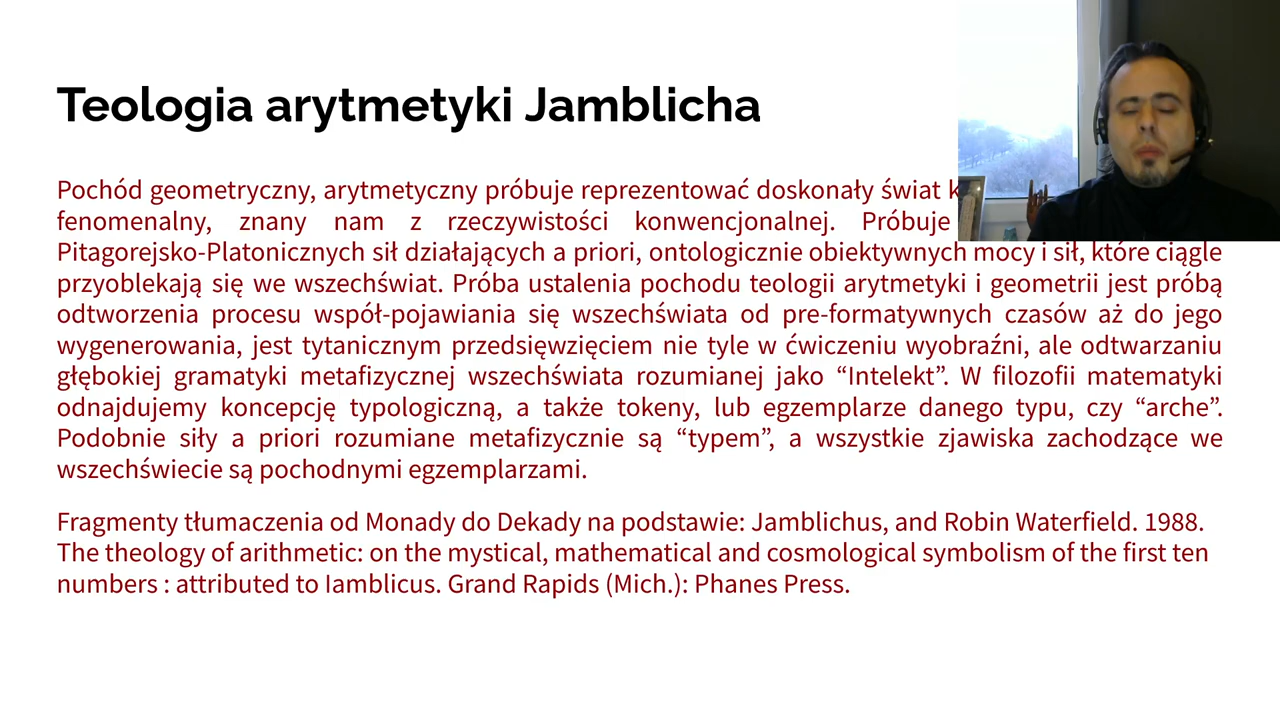 Teologia arytmetyki Jamblicha
Pochód geometryczny, arytmetyczny próbuje reprezentować doskonały świat
fenomenalny, znany nam z rzeczywistości konwencjonalnej. Próbuje
Pitagorejsko-Platonicznych sił działających a priori, ontologicznie obiektywnych mocy i sił, które ciągle
przyoblekają się we wszechświat. Próba ustalenia pochodu teologii arytmetyki i geometrii jest próbą
odtworzenia procesu współ-pojawiania się wszechświata od pre-formatywnych czasów aż do jego
wygenerowania, jest tytanicznym przedsięwzięciem nie tyle w ćwiczeniu wyobraźni, ale odtwarzaniu
głębokiej gramatyki metafizycznej wszechświata rozumianej jako “Intelekt”. W filozofii matematyki
odnajdujemy koncepcję typologiczną, a także tokeny, lub egzemplarze danego typu, czy “arche”.
Podobnie siły a priori rozumiane metafizycznie są “typem”, a wszystkie zjawiska zachodzące we
wszechświecie są pochodnymi egzemplarzami.
Fragmenty tłumaczenia od Monady do Dekady na podstawie: Jamblichus, and Robin Waterfield. 1988.
The theology of arithmetic: on the mystical, mathematical and cosmological symbolism of the first ten
numbers : attributed to Iamblicus. Grand Rapids (Mich.): Phanes Press.